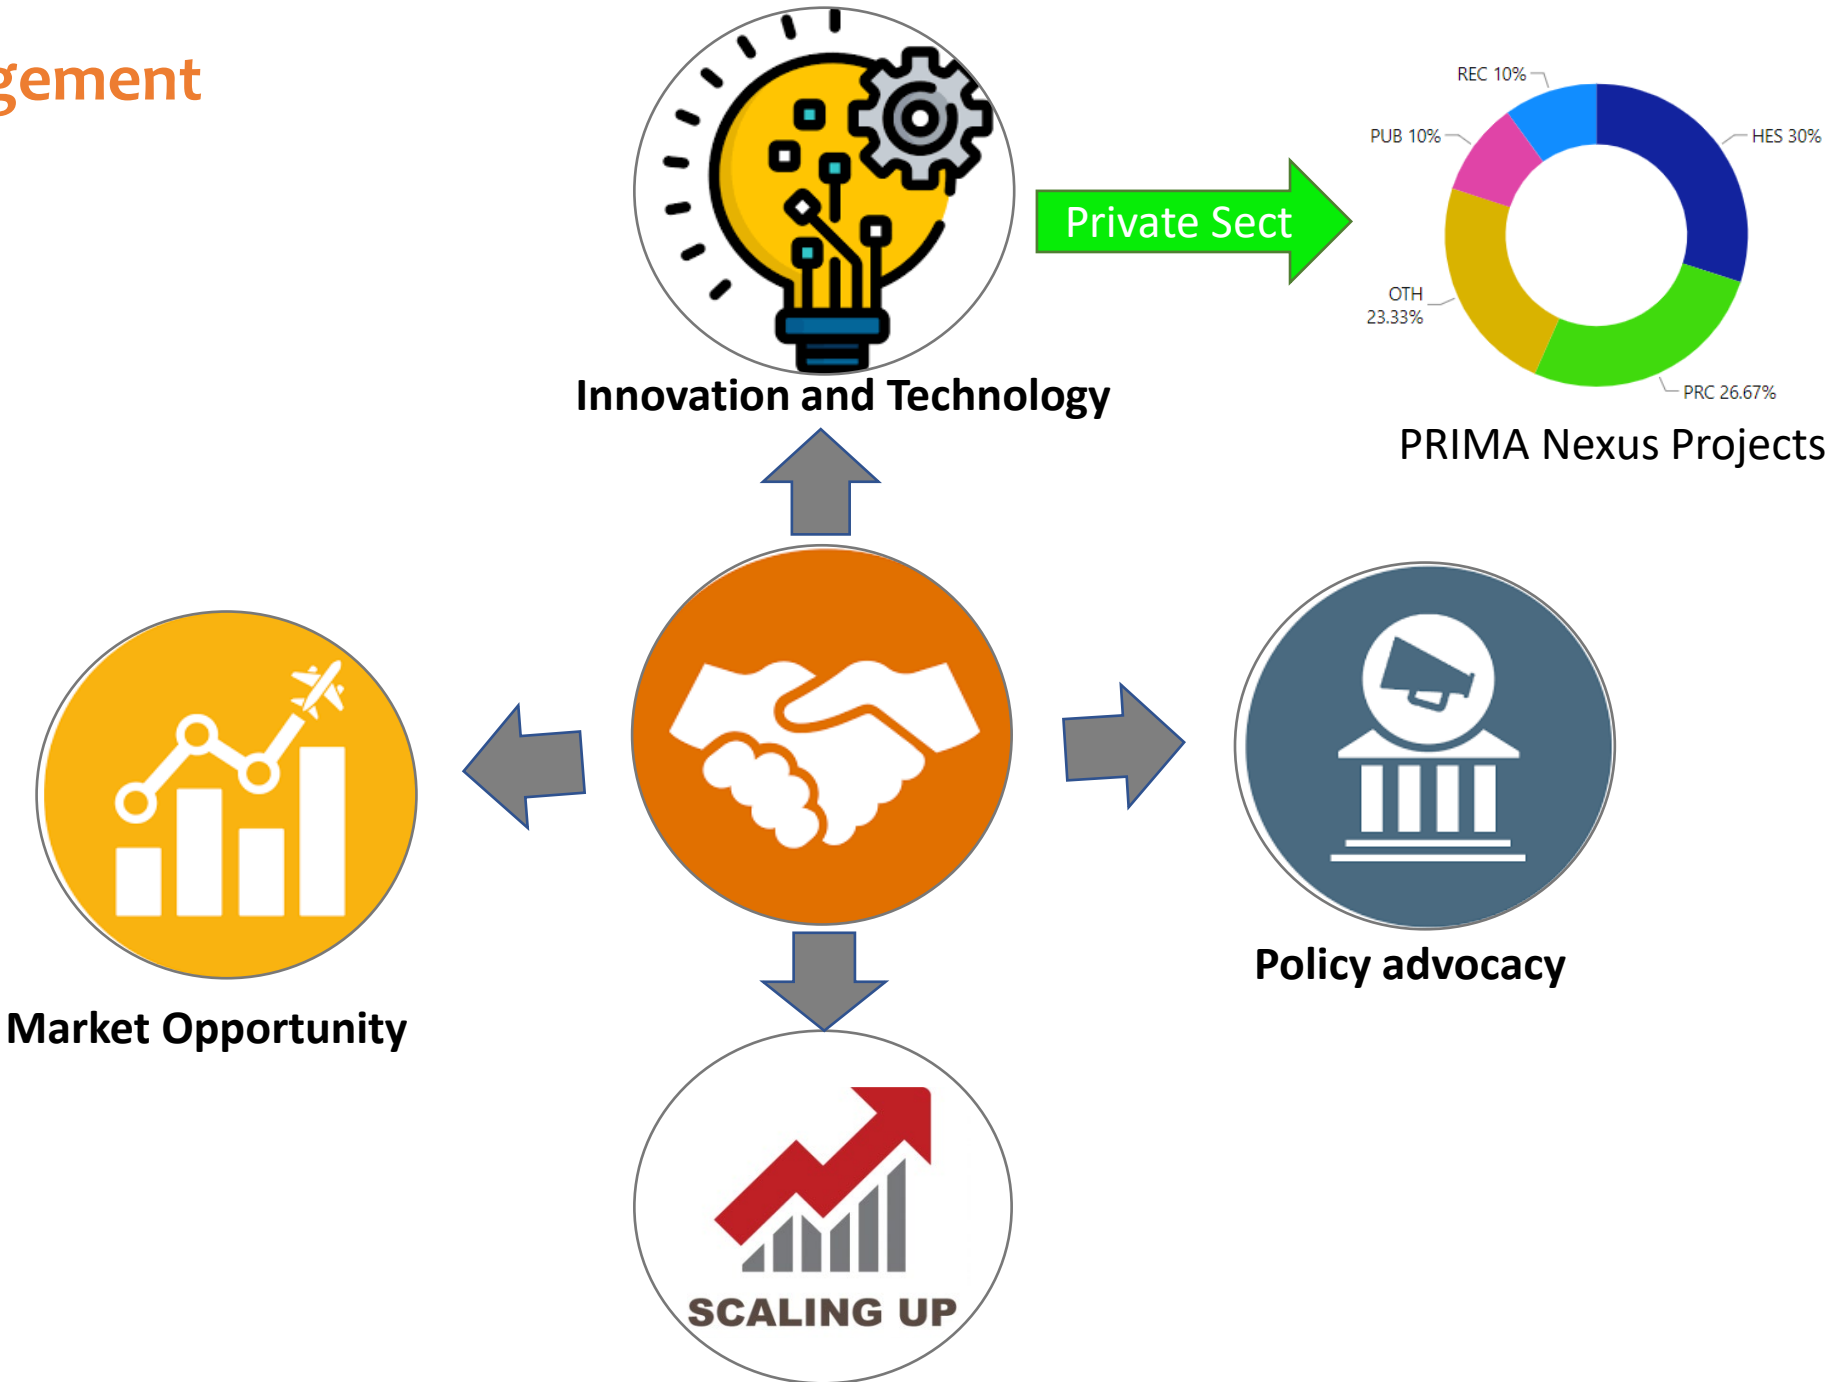 gement
REC 10%
PUB 10%
HES 30%
Private Sect
OTH
23.33%
PRC 26.67%
Innovation and Technology
PRIMA Nexus Projects
Policy advocacy
Market Opportunity
SCALING UP